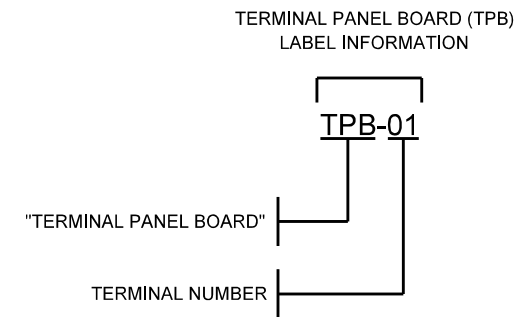 TERMINAL PANEL BOARD (TPB)
LABEL INFORMATION
TPB-01
"TERMINAL PANEL BOARD"
TERMINAL NUMBER